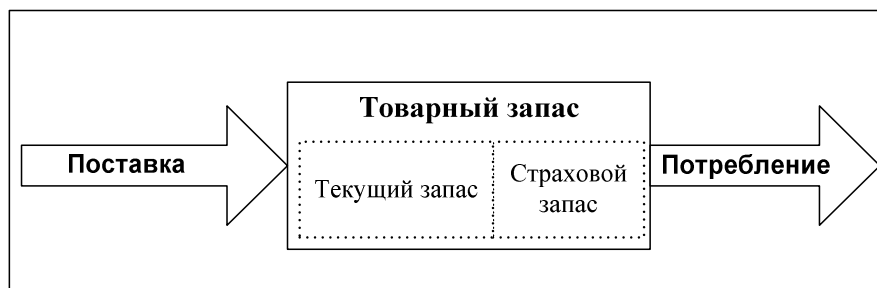 Товарный запас
Поставка
Текущий запас
Страховой
запас
Потребление